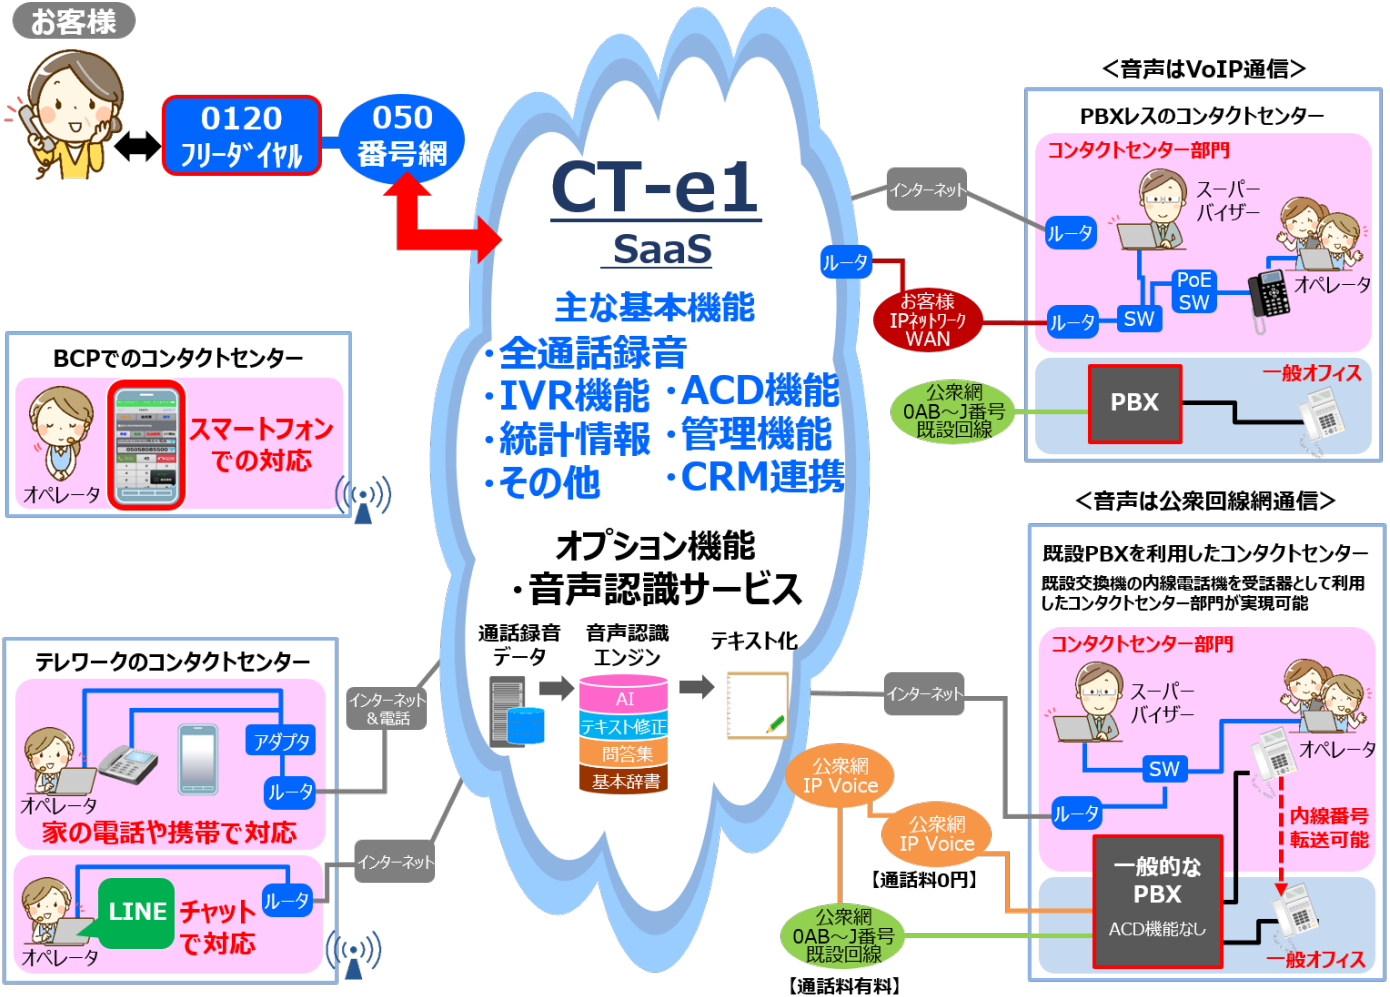 お客様
0120
フリーダイヤル
050
番号網
CT-e1
SaaS
主な基本機能
・全通話録音
・IVR機能
・ACD機能
・統計情報
・管理機能
・その他
・CRM連携
オプション機能
・音声認識サービス
通話録音
データ
音声認識
エンジン
テキスト化
AI
テキスト修正
問答集
基本辞書
BCPでのコンタクトセンター
スマートフォン
での対応
オペレータ
テレワークのコンタクトセンター
アダプタ
ルータ
オペレータ
家の電話や携帯で対応
インターネット
&電話
LINE
チャット
で対応
ルータ
オペレータ
インターネット
<音声はVoIP通信>
PBXレスのコンタクトセンター
コンタクトセンター部門
スーパー
バイザー
インターネット
ルータ
ルータ
お客様
IPネットワーク
WAN
ルータ
SW
PoE
SW
オペレータ
一般オフィス
PBX
公衆網
0AB～J番号
既設回線
<音声は公衆回線網通信>
既設PBXを利用したコンタクトセンター
既設交換機の内線電話機を受話器として利用
したコンタクトセンター部門が実現可能
コンタクトセンター部門
スーパー
バイザー
オペレータ
インターネット
SW
ルータ
内線番号
転送可能
公衆網
IP Voice
公衆網
IP Voice
【通話料0円】
一般的な
PBX
ACD機能なし
公衆網
0AB～J番号
既設回線
【通話料有料】
一般オフィス